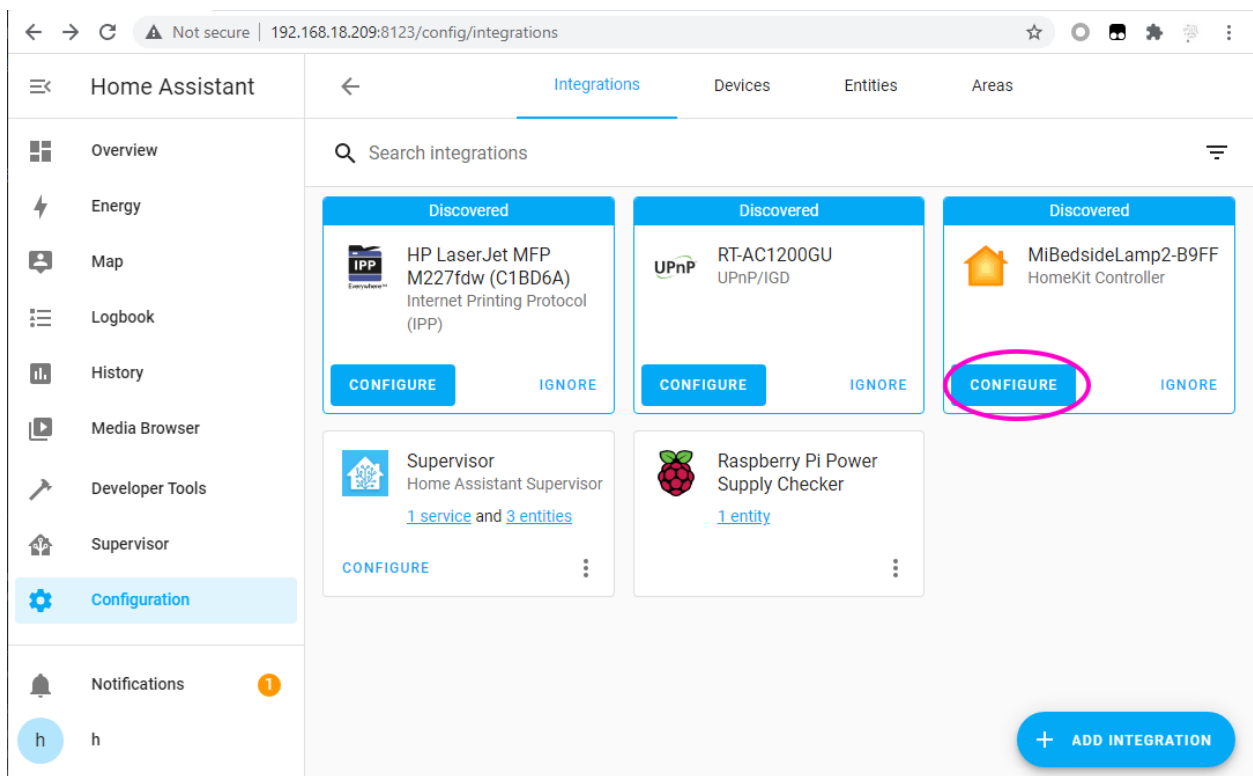 Not secure | 192.168.18.209:8123/config/integrations
Home Assistant
Integrations
Devices
Entities
Areas
Overview
Energy
Map
Logbook
History
Media Browser
Developer Tools
Supervisor
Configuration
Notifications
1
h
h
Search integrations
Discovered
IPP
Everywhere
HP LaserJet MFP
M227fdw (C1BD6A)
Internet Printing Protocol
(IPP)
CONFIGURE
IGNORE
Discovered
UPnP
RT-AC1200GU
UPnP/IGD
CONFIGURE
IGNORE
Discovered
MiBedsideLamp2-B9FF
HomeKit Controller
CONFIGURE
IGNORE
Supervisor
Home Assistant Supervisor
1 service and 3 entities
CONFIGURE
Raspberry Pi Power
Supply Checker
1 entity
ADD INTEGRATION